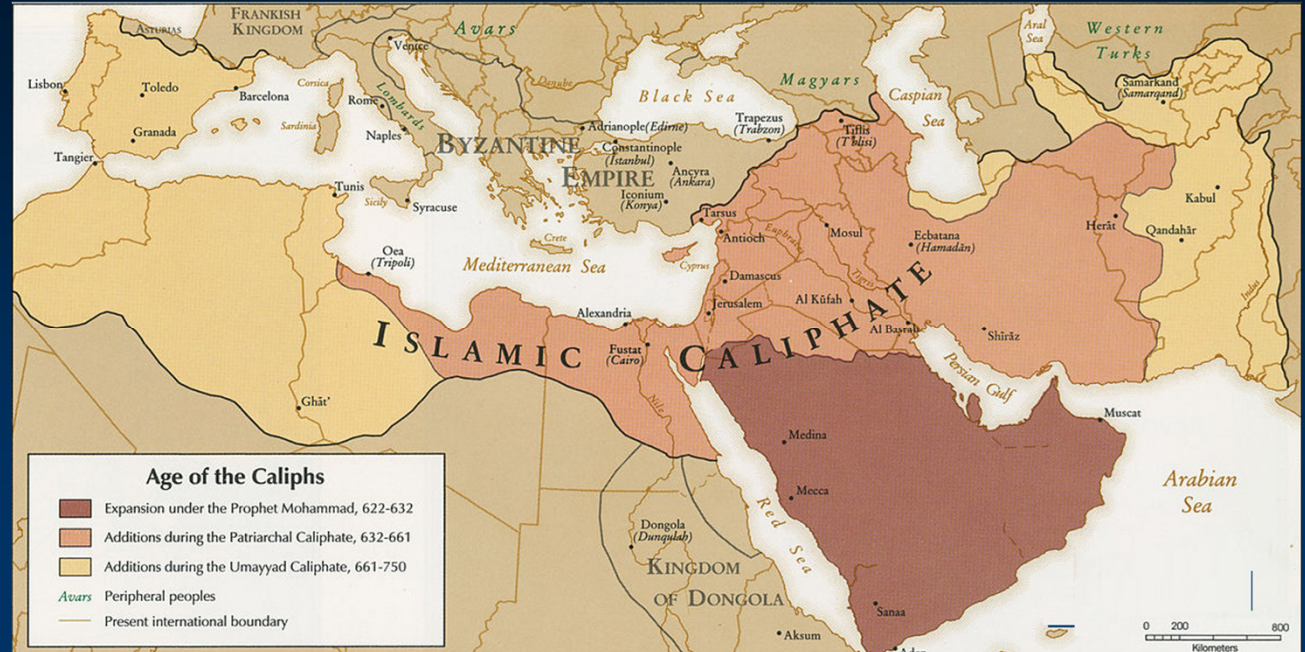 ASTURIAS
FRANKISH
KINGDOM
Avars
Venice
Aral
Sea
Western
Turks
Lisbon
Toledo
Barcelona
Corsica
Rome
Lombards
Danube
Black Sea
Magyars
Caspian
Sea
Samarkand
(Samarqand)
Granada
Sardinia
Naples
BYZANTINE
EMPIRE
Adrianople(Edirne)
Constantinople
(Istanbul)
Trapezus
(Trabzon)
Tiflis
(T'blisi)
Tangier
Ancyra
(Ankara)
Iconium
(Konya)
Tunis
Sicily
Syracuse
Kabul
Tarsus
Antioch
Euphrates
Mosul
Ecbatana
(Hamadān)
Herāt
Qandahār
Oea
(Tripoli)
Crete
Mediterranean Sea
Cyprus
Damascus
Tigris
Indus
Alexandria
Jerusalem
Al Kūfah
Al Basrah
Shīrāz
ISLAMIC CALIPHATE
Fustat
(Cairo)
Nile
Persian Gulf
Ghāt'
Muscat
Medina
Mecca
Red Sea
Arabian
Sea
Dongola
(Dunqulah)
KINGDOM
OF DONGOLA
Sanaa
Aksum
Age of the Caliphs
Expansion under the Prophet Mohammad, 622-632
Additions during the Patriarchal Caliphate, 632-661
Additions during the Umayyad Caliphate, 661-750
Avars Peripheral peoples
Present international boundary
0 200 800
Kilometers